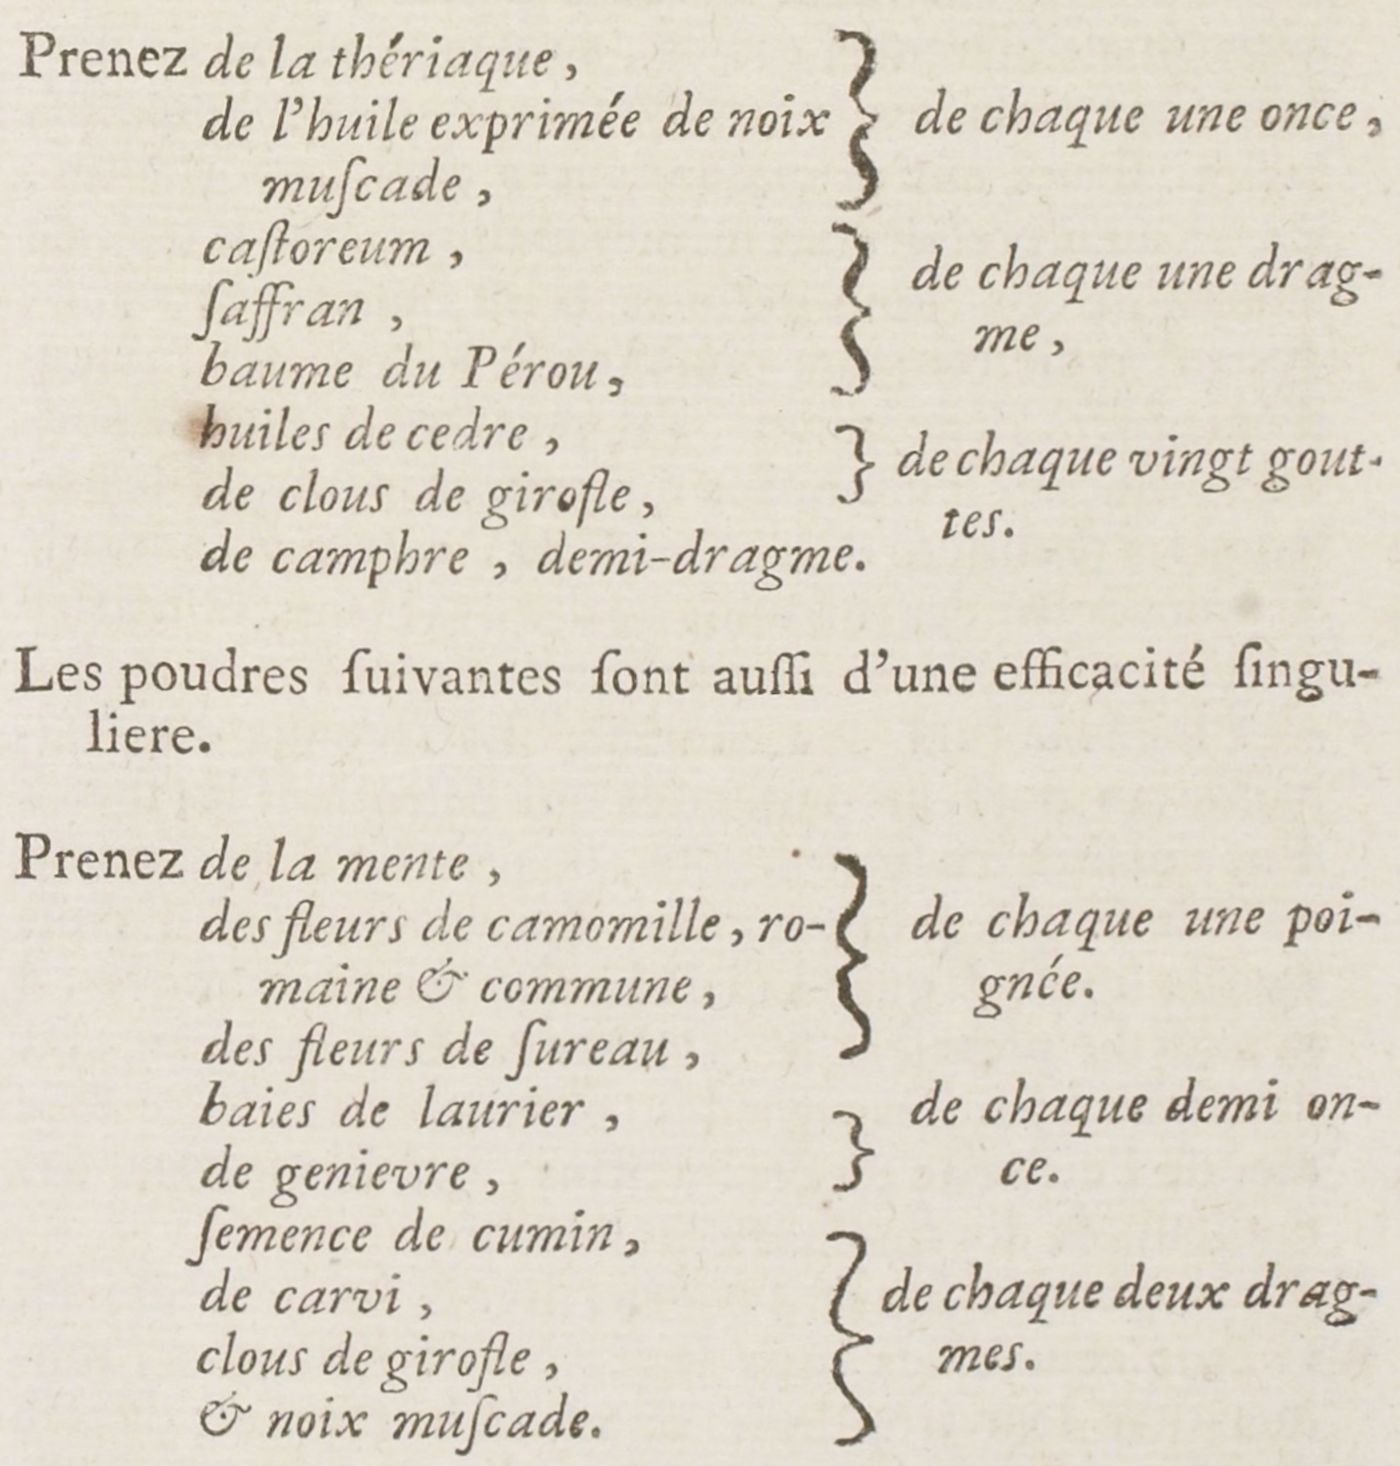 Prenez de la thériaque,
de l'huile exprimée de noix
muſcade,
de chaque une once,
caſtoreum,
ſaffran,
baume du Pérou,
de chaque une drag-
me,
huiles de cedre,
de clous de girofle,
de chaque vingt gout-
tes.
de camphre, demi-dragme.
Les poudres ſuivantes ſont auſſi d'une efficacité ſingu-
liere.
Prenez de la mente,
des fleurs de camomille, ro-
maine & commune,
des fleurs de ſureau,
de chaque une poi-
gnée.
baies de laurier,
de genievre,
de chaque demi on-
ce.
ſemence de cumin,
de carvi,
clous de girofle,
& noix muſcade.
de chaque deux drag-
mes.